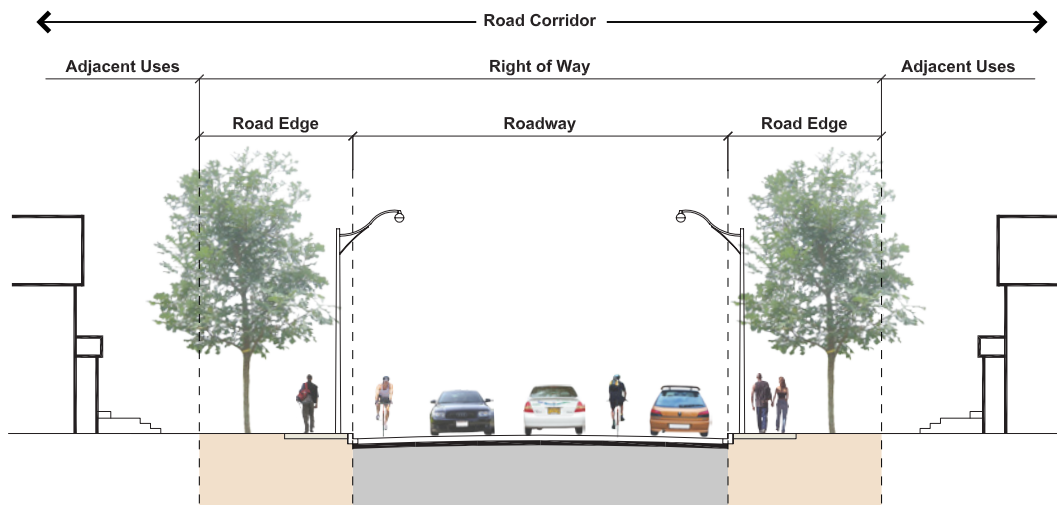 Road Corridor
Adjacent Uses
Right of Way
Adjacent Uses
Road Edge
Roadway
Road Edge